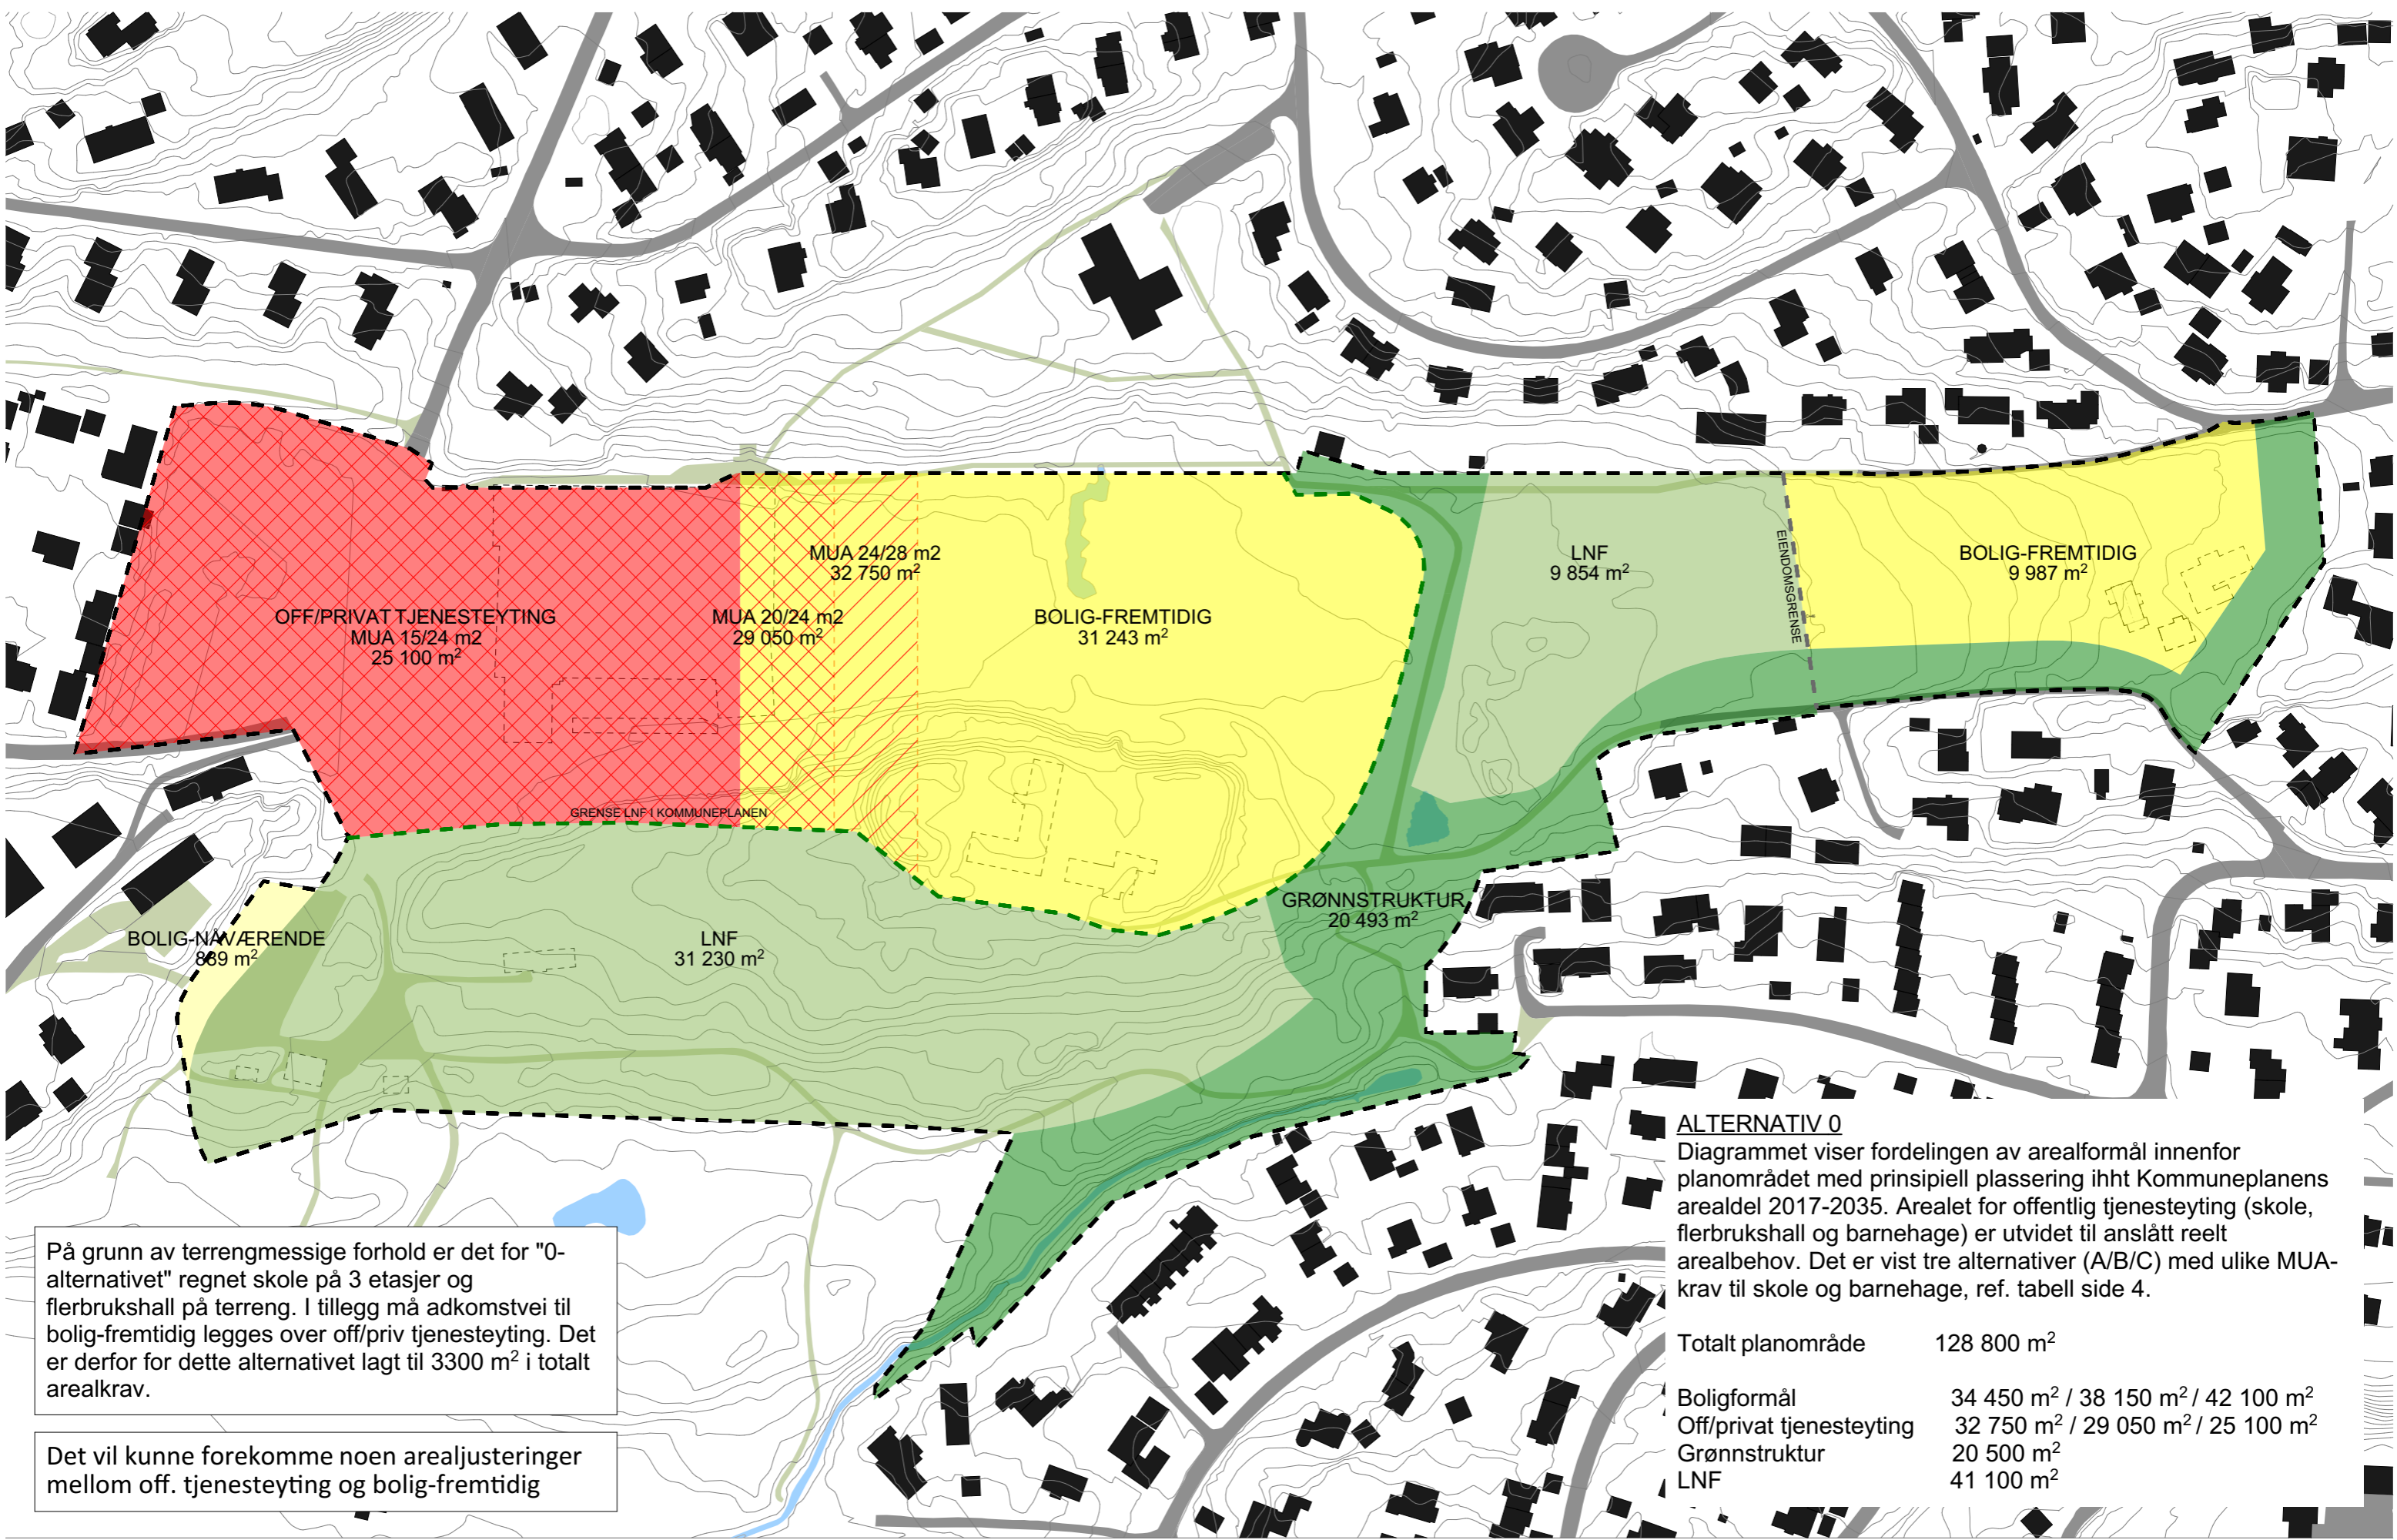 MUA 24/28 m2
32 750 m²
LNF
9 854 m²
EIENDOMSGRENSE
BOLIG-FREMTIDIG
9 987 m²
OFF/PRIVAT TJENESTEYTING
MUA 15/24 m2
25 100 m²
MUA 20/24 m2
29 050 m²
BOLIG-FREMTIDIG
31 243 m²
GRENSE LNF I KOMMUNEPLANEN
GRØNNSTRUKTUR
20 493 m²
BOLIG-NÅVÆRENDE
889 m²
LNF
31 230 m²
På grunn av terrengmessige forhold er det for "0-
alternativet" regnet skole på 3 etasjer og
flerbrukshall på terreng. I tillegg må adkomstvei til
bolig-fremtidig legges over off/priv tjenesteyting. Det
er derfor for dette alternativet lagt til 3300 m² i totalt
arealkrav.
Det vil kunne forekomme noen arealjusteringer
mellom off. tjenesteyting og bolig-fremtidig
ALTERNATIV 0
Diagrammet viser fordelingen av arealformål innenfor
planområdet med prinsipiell plassering ihht Kommuneplanens
arealdel 2017-2035. Arealet for offentlig tjenesteyting (skole,
flerbrukshall og barnehage) er utvidet til anslått reelt
arealbehov. Det er vist tre alternativer (A/B/C) med ulike MUA-
krav til skole og barnehage, ref. tabell side 4.
Totalt planområde 128 800 m²
Boligformål 34 450 m² / 38 150 m² / 42 100 m²
Off/privat tjenesteyting 32 750 m² / 29 050 m² / 25 100 m²
Grønnstruktur 20 500 m²
LNF 41 100 m²